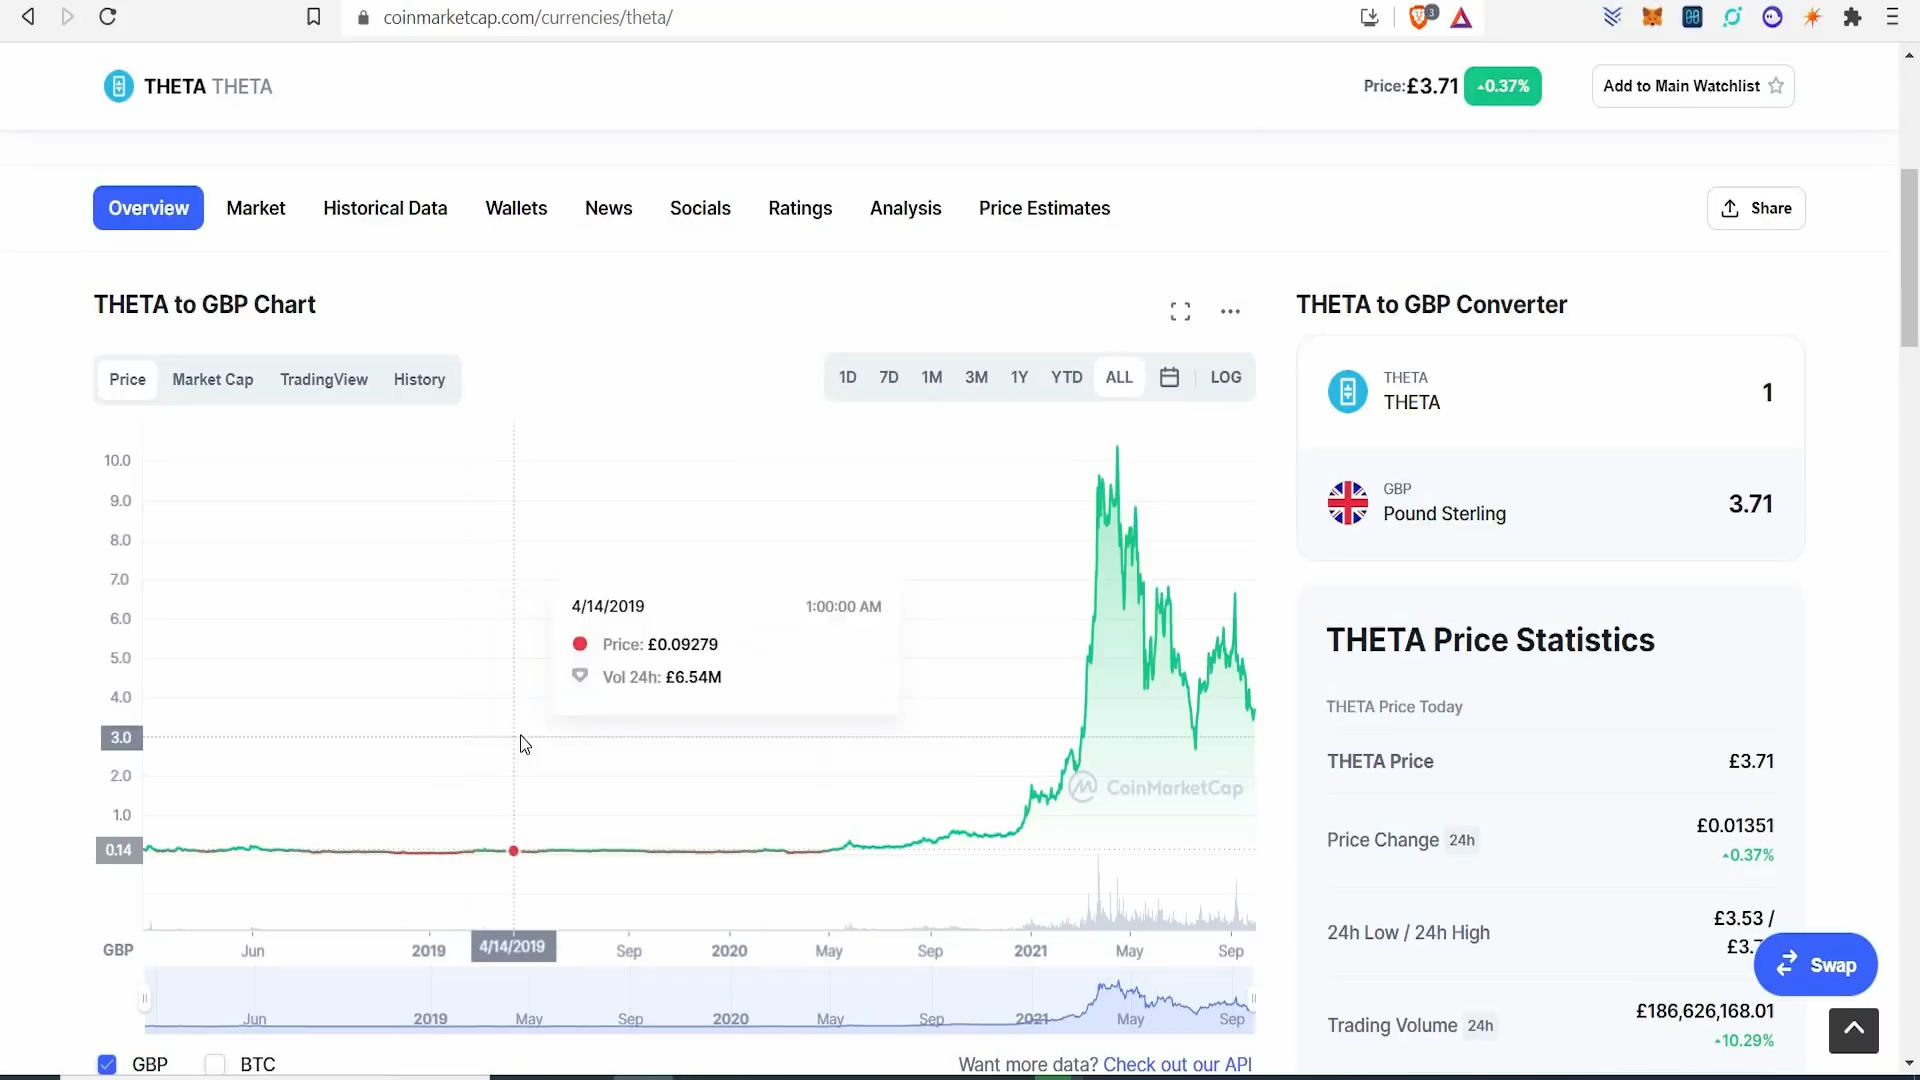 coinmarketcap.com/currencies/theta/
3
THETA THETA
Price:£3.71 0.37%
Add to Main Watchlist
Overview Market Historical Data Wallets News Socials Ratings Analysis Price Estimates
Share
THETA to GBP Chart
Price Market Cap TradingView History
1D 7D 1M 3M 1Y YTD ALL LOG
10.0
9.0
8.0
7.0
6.0
5.0
4.0
3.0
2.0
1.0
0.14
4/14/2019 1:00:00 AM
Price: £0.09279
Vol 24h: £6.54M
CoinMarketCap
GBP Jun 2019 4/14/2019 Sep 2020 May Sep 2021 May Sep
Jun 2019 May Sep 2020 May Sep 2021 May Sep
GBP BTC
Want more data? Check out our API
THETA to GBP Converter
THETA
THETA
1
GBP
Pound Sterling
3.71
THETA Price Statistics
THETA Price Today
THETA Price £3.71
Price Change 24h £0.01351
0.37%
24h Low / 24h High £3.53 /
Swap
Trading Volume 24h £186,626,168.01
10.29%